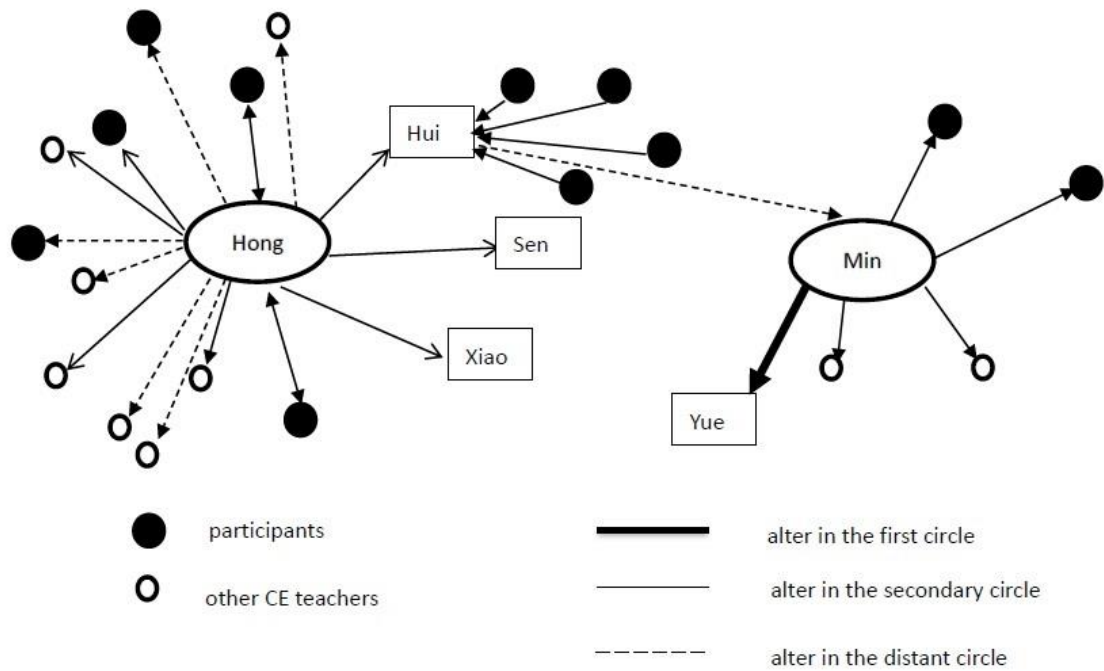 Hui
Hong
Sen
Min
Xiao
Yue
participants
alter in the first circle
other CE teachers
alter in the secondary circle
alter in the distant circle